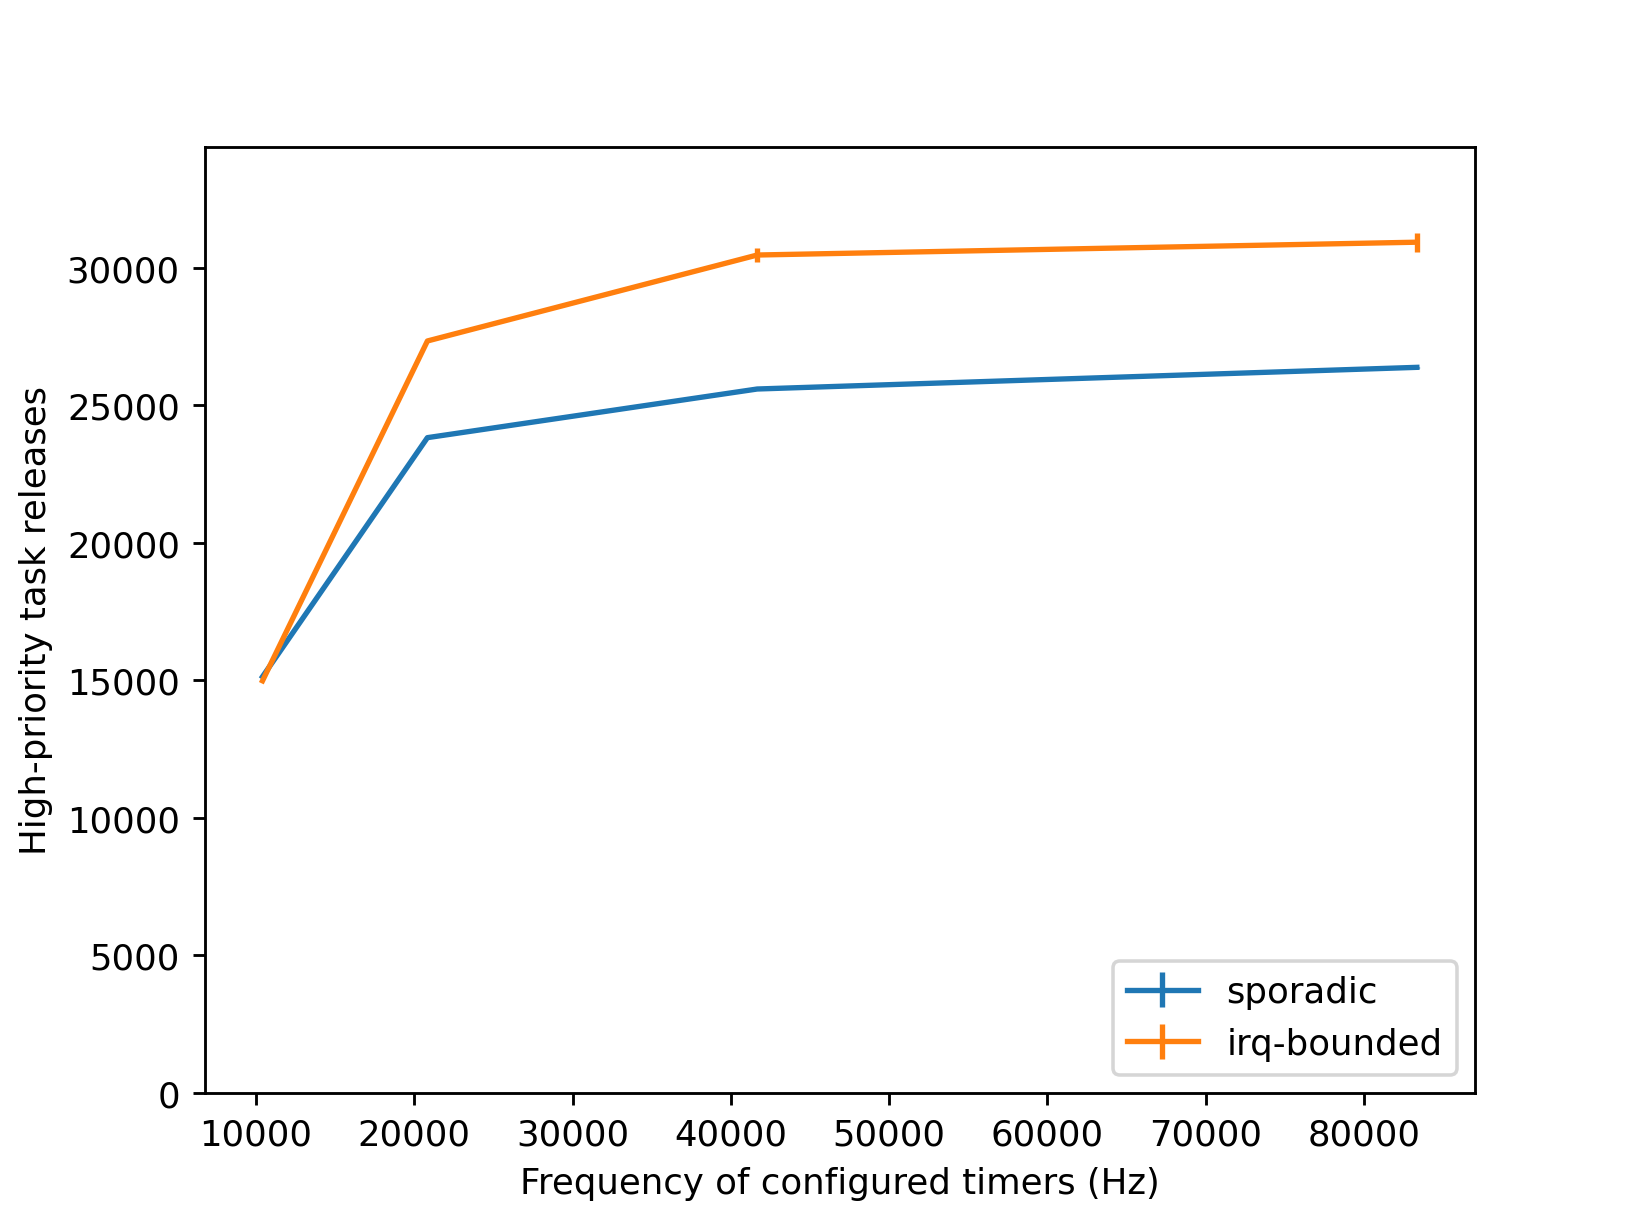 30000
25000
20000
15000
10000
5000
0
High-priority task releases
sporadic
irq-bounded
10000 20000 30000 40000 50000 60000 70000 80000
Frequency of configured timers (Hz)